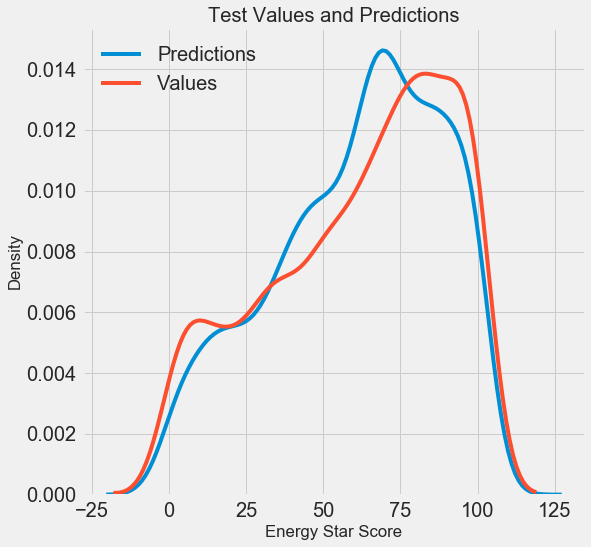 Test Values and Predictions
Predictions
Values
0.014
0.012
0.010
0.008
0.006
0.004
0.002
0.000
Density
−25 0 25 50 75 100 125
Energy Star Score